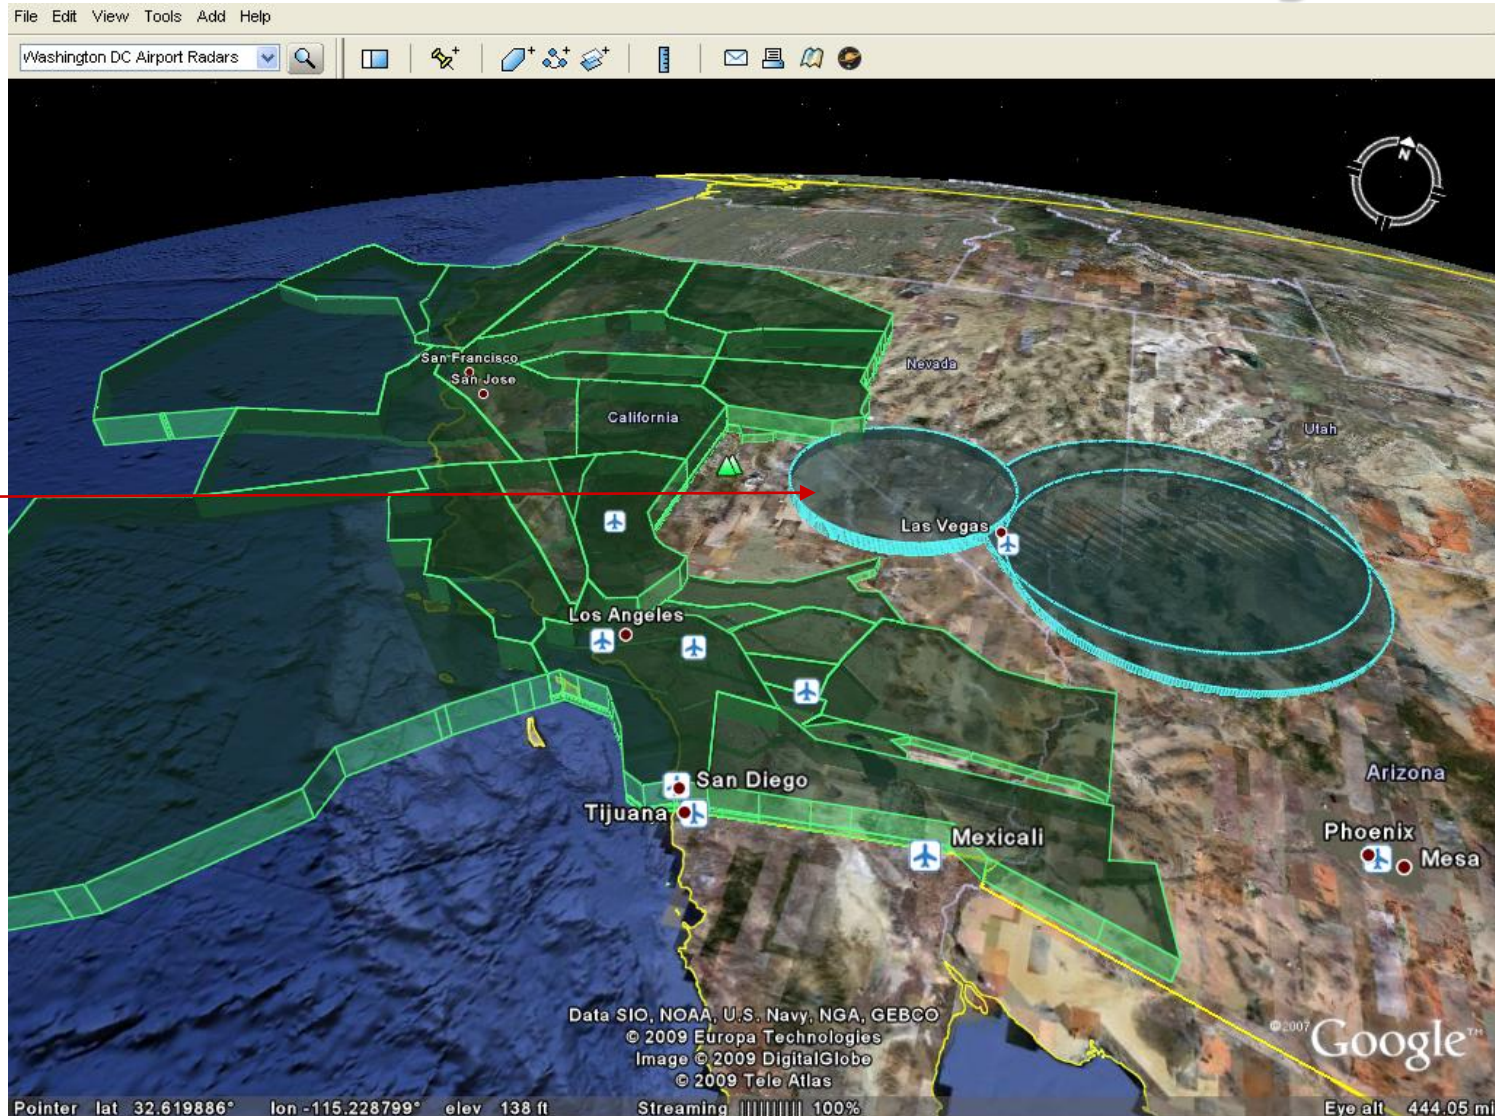 File Edit View Tools Add Help
Washington DC Airport Radars
N
San Francisco
San Jose
Nevada
California
Utah
Las Vegas
Los Angeles
San Diego
Arizona
Tijuana
Mexicali
Phoenix
Mesa
Data SIO, NOAA, U.S. Navy, NGA, GEBCO
© 2009 Europa Technologies
Image © 2009 DigitalGlobe
© 2009 Tele Atlas
©2007 Google™
Pointer lat 32.619886° lon -115.228799° elev 138 ft Streaming |||||||||| 100% Eye alt 444.05 mi